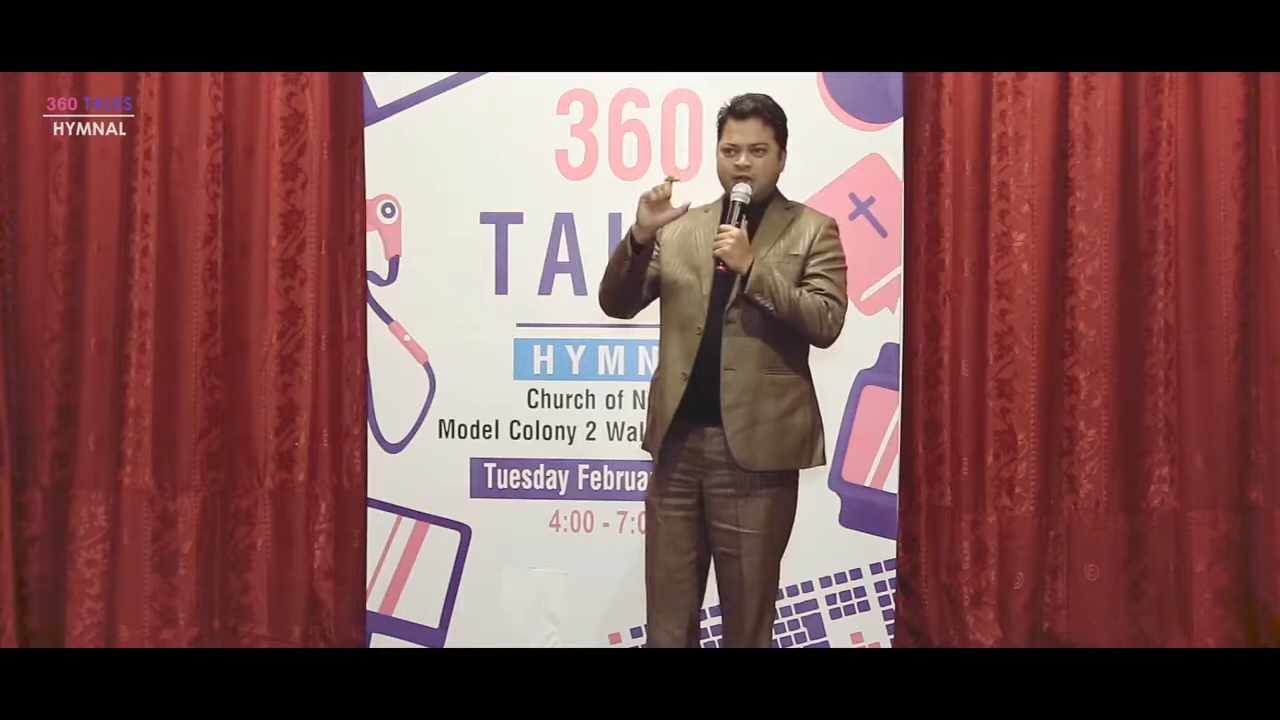 360 TALKS
HYMNAL
360
TA
HYMN
Church of N
Model Colony 2 Wal
Tuesday Februa
4:00 - 7:0